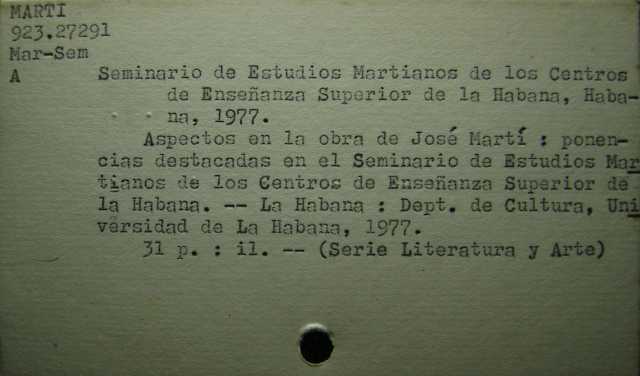 MARTI
923.27291
Mar-Sem
A Seminario de Estudios Martianos de los Centros
de Enseñanza Superior de la Habana, Haba-
na, 1977.
Aspectos en la obra de José Martí : ponen-
cias destacadas en el Seminario de Estudios Mar
tianos de los Centros de Enseñanza Superior de
la Habana. -- La Habana : Dept. de Cultura, Uni
versidad de La Habana, 1977.
31 p. : il. -- (Serie Literatura y Arte)